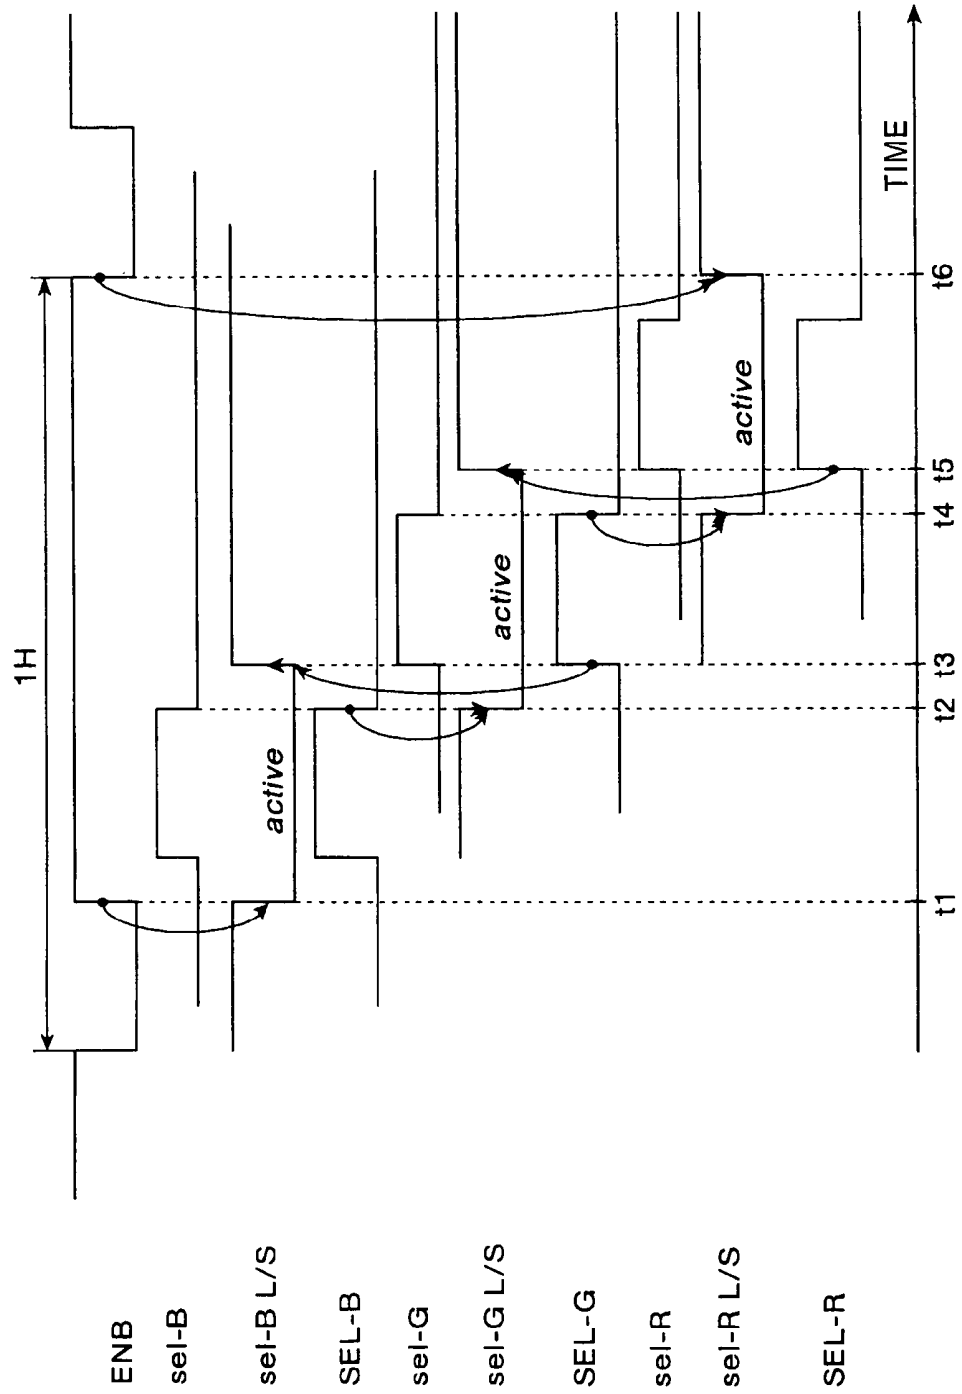 1H
ENB
sel-B
sel-B L/S
active
SEL-B
sel-G
sel-G L/S
active
SEL-G
sel-R
sel-R L/S
active
SEL-R
TIME
t1
t2
t3
t4
t5
t6